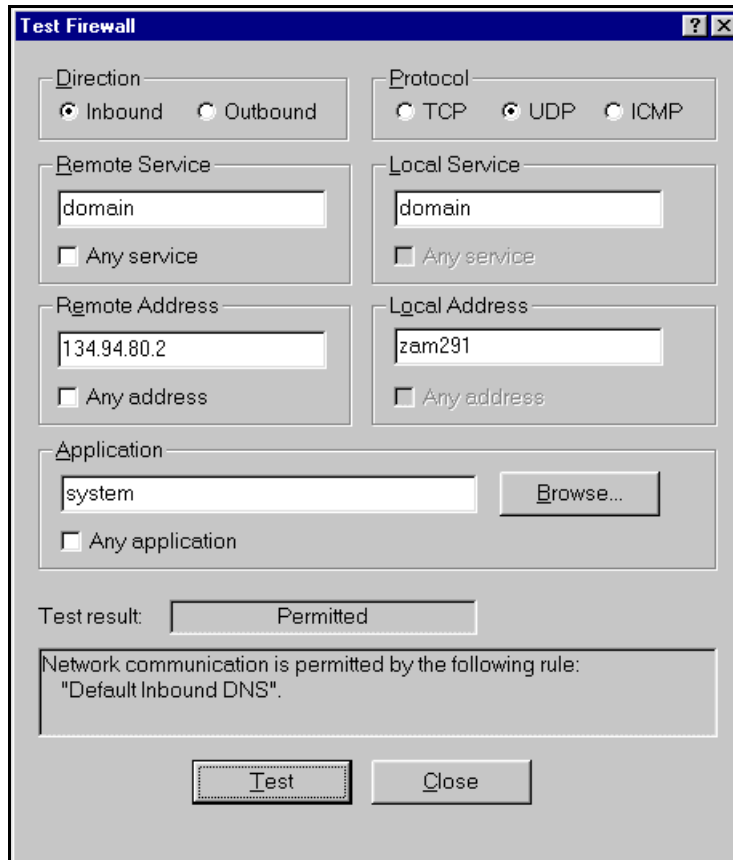 Test Firewall
Direction
Inbound Outbound
Protocol
TCP UDP ICMP
Remote Service
domain
Any service
Local Service
domain
Any service
Remote Address
134.94.80.2
Any address
Local Address
zam291
Any address
Application
system
Browse...
Any application
Test result: Permitted
Network communication is permitted by the following rule:
"Default Inbound DNS".
Test Close